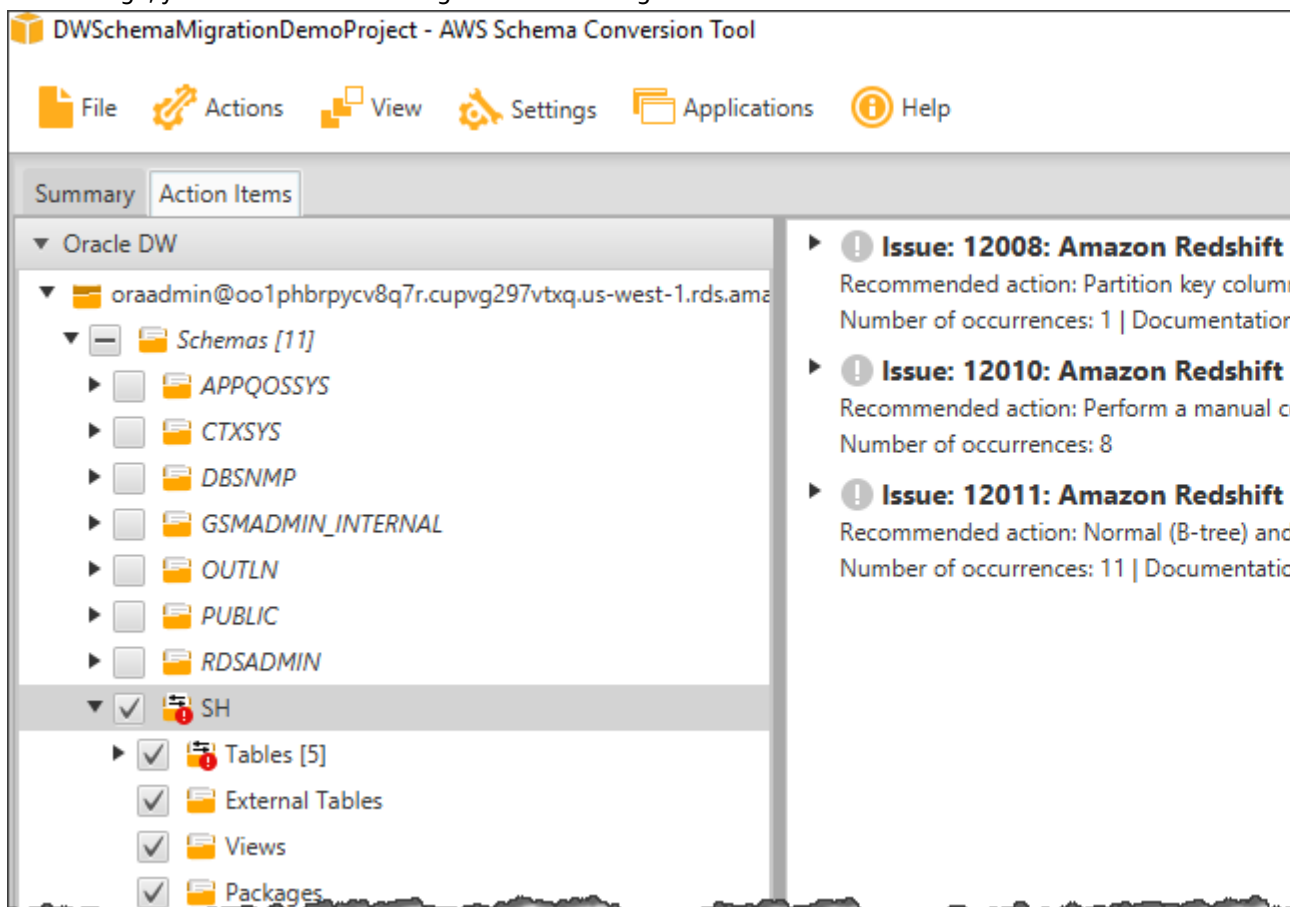 DWSchemaMigrationDemoProject - AWS Schema Conversion Tool
File Actions View Settings Applications Help
Summary Action Items
Oracle DW
oraadmin@oo1phbrpycv8q7r.cupvg297vtxq.us-west-1.rds.ama
Schemas [11]
APPQOSSYS
CTXSYS
DBSNMP
GSMADMIN_INTERNAL
OUTLN
PUBLIC
RDSADMIN
SH
Tables [5]
External Tables
Views
Packages
Issue: 12008: Amazon Redshift
Recommended action: Partition key colum
Number of occurrences: 1 | Documentation
Issue: 12010: Amazon Redshift
Recommended action: Perform a manual c
Number of occurrences: 8
Issue: 12011: Amazon Redshift
Recommended action: Normal (B-tree) and
Number of occurrences: 11 | Documentatio